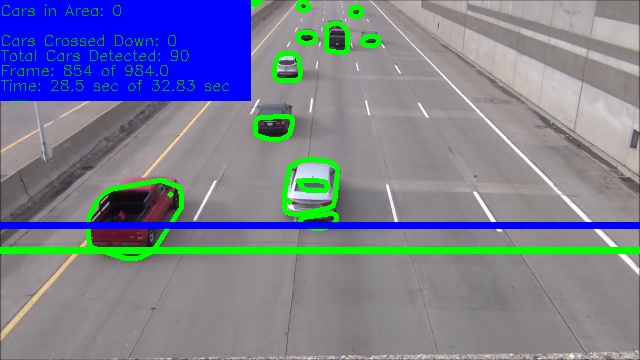 Cars in Area: 0
Cars Crossed Down: 0
Total Cars Detected: 90
Frame: 854 of 984.0
Time: 28.5 sec of 32.83 sec